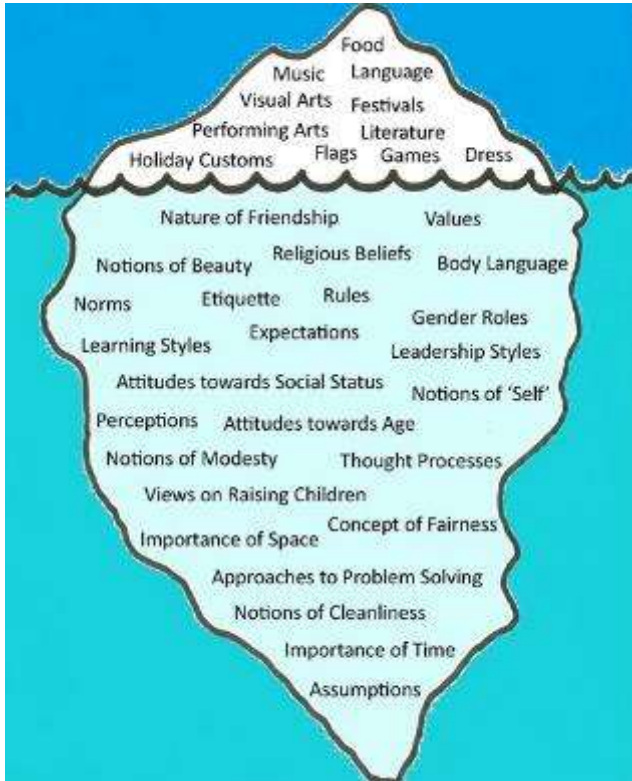 Food
Music Language
Visual Arts Festivals
Performing Arts Literature
Holiday Customs Flags Games Dress
Nature of Friendship Values
Notions of Beauty Religious Beliefs Body Language
Norms Etiquette Rules
Expectations Gender Roles
Learning Styles Leadership Styles
Attitudes towards Social Status Notions of ‘Self’
Perceptions Attitudes towards Age
Notions of Modesty Thought Processes
Views on Raising Children
Importance of Space Concept of Fairness
Approaches to Problem Solving
Notions of Cleanliness
Importance of Time
Assumptions